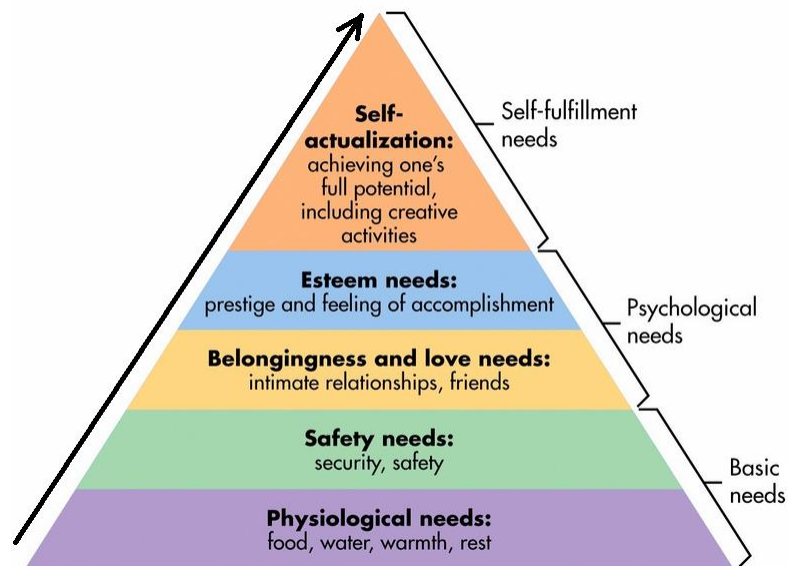 Self-
actualization:
achieving one's
full potential,
including creative
activities
Self-fulfillment
needs
Esteem needs:
prestige and feeling of accomplishment
Psychological
needs
Belongingness and love needs:
intimate relationships, friends
Safety needs:
security, safety
Basic
needs
Physiological needs:
food, water, warmth, rest